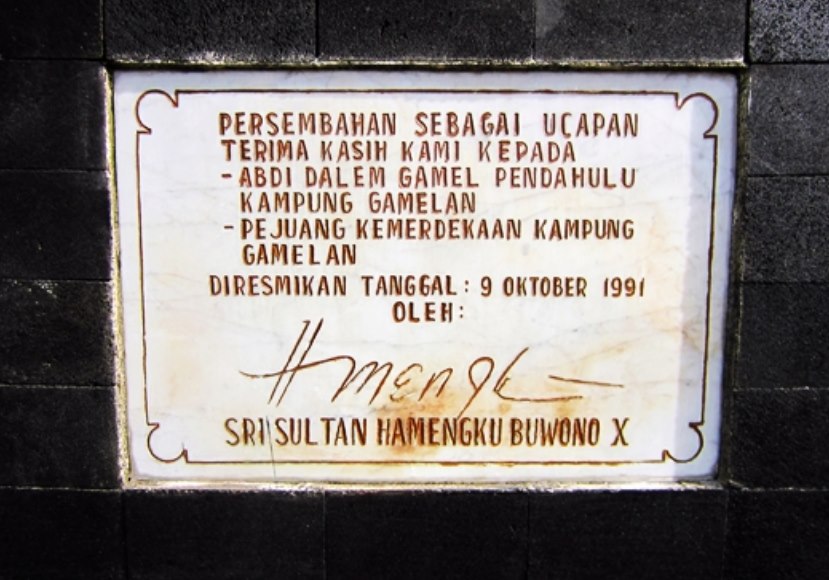 PERSEMBAHAN SEBAGAI UCAPAN
TERIMA KASIH KAMI KEPADA
- ABDI DALEM GAMEL PENDAHULU
KAMPUNG GAMELAN
- PEJUANG KEMERDEKAAN KAMPUNG
GAMELAN
DIRESMIKAN TANGGAL : 9 OKTOBER 1991
OLEH :
SRI SULTAN HAMENGKU BUWONO X